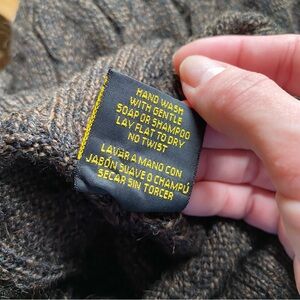 HAND WASH
WITH GENTLE
SOAP OR SHAMPOO
LAY FLAT TO DRY
NO TWIST
LAVAR A MANO CON
JABÓN SUAVE O CHAMPÚ
SECAR SIN TORCER